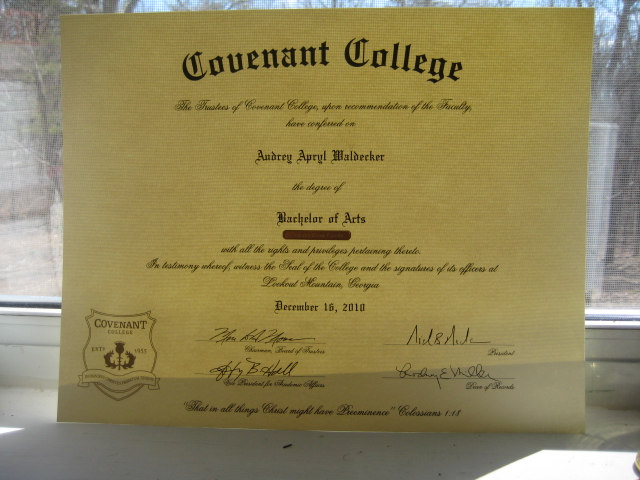 Covenant College
The Trustees of Covenant College, upon recommendation of the Faculty,
have conferred on
Audrey Apryl Waldecker
the degree of
Bachelor of Arts
with all the rights and privileges pertaining thereto.
In testimony whereof, witness the Seal of the College and the signatures of its officers at
Lookout Mountain, Georgia
December 16, 2010
COVENANT
COLLEGE
ESTD 1955
Chairman, Board of Trustees
President
Vice President for Academic Affairs
Dean of Records
"That in all things Christ might have Preeminence" Colossians 1:18